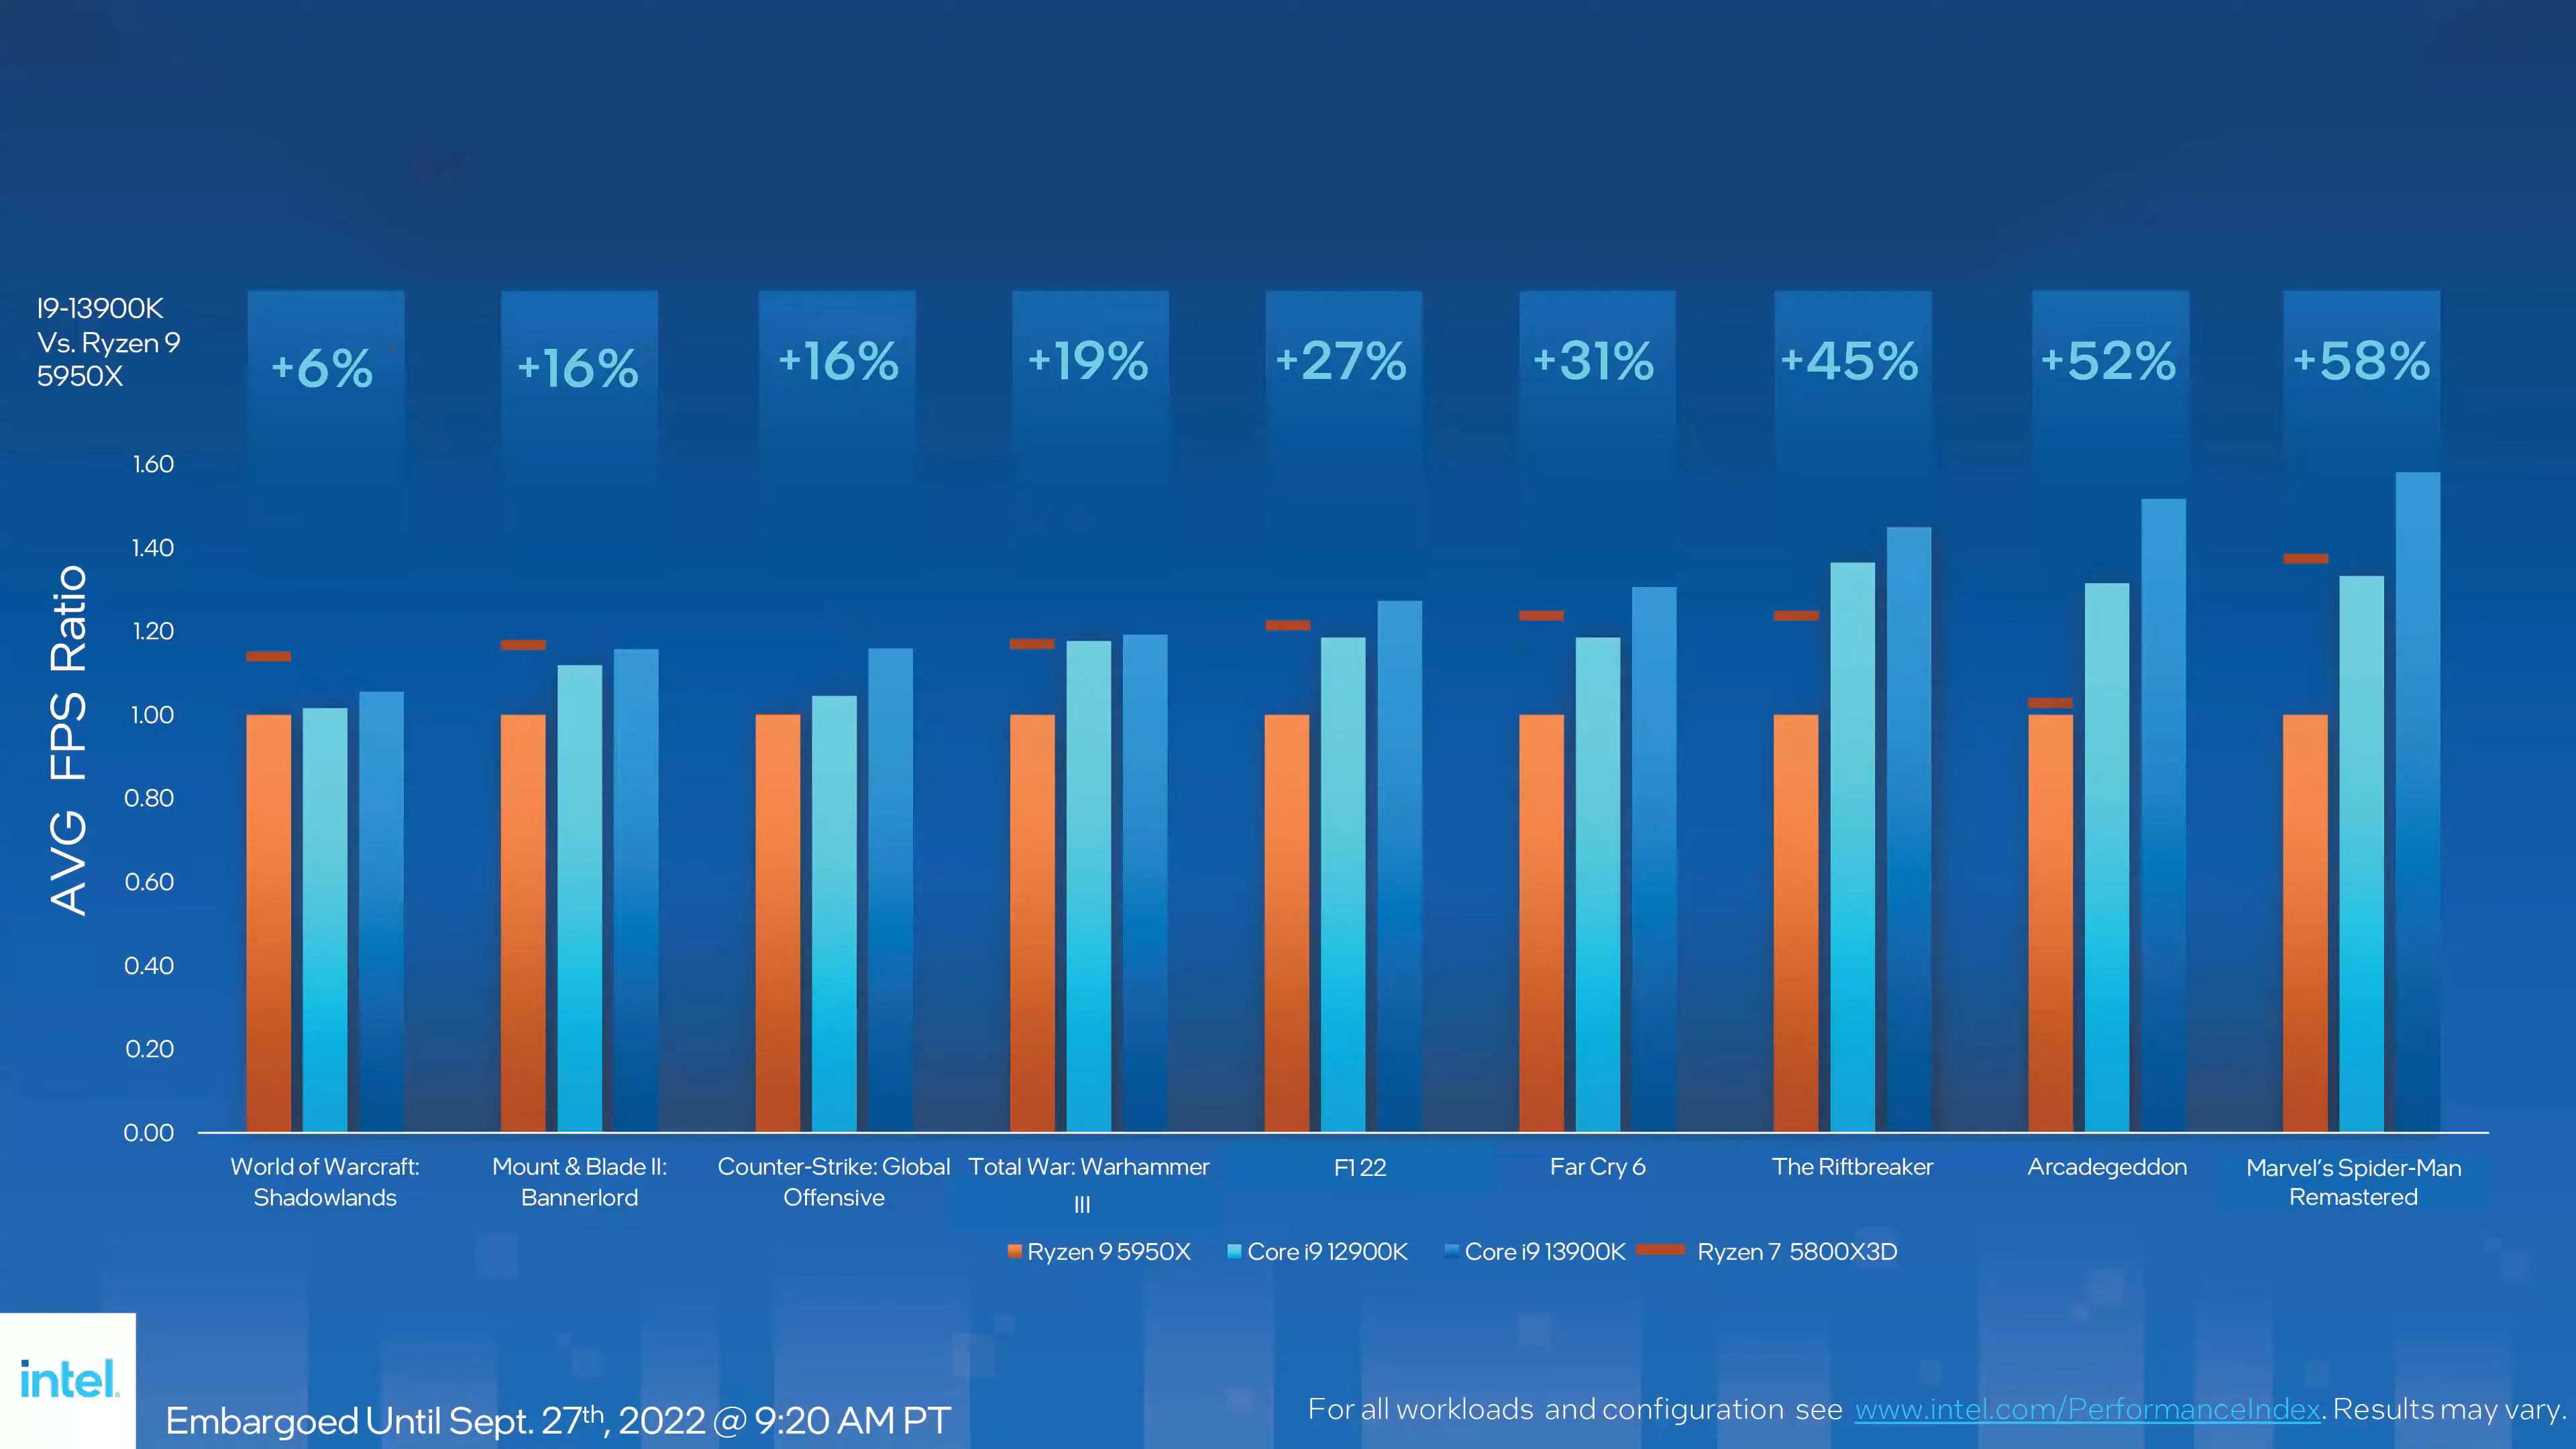 I9-13900K
Vs. Ryzen 9
5950X
+6%
+16%
+16%
+19%
+27%
+31%
+45%
+52%
+58%
AVG FPS Ratio
1.60
1.40
1.20
1.00
0.80
0.60
0.40
0.20
0.00
World of Warcraft:
Shadowlands
Mount & Blade II:
Bannerlord
Counter-Strike: Global
Offensive
Total War: Warhammer
III
F1 22
Far Cry 6
The Riftbreaker
Arcadegeddon
Marvel’s Spider-Man
Remastered
Ryzen 9 5950X
Core i9 12900K
Core i9 13900K
Ryzen 7 5800X3D
intel.
Embargoed Until Sept. 27th, 2022 @ 9:20 AM PT
For all workloads and configuration see www.intel.com/PerformanceIndex. Results may vary.